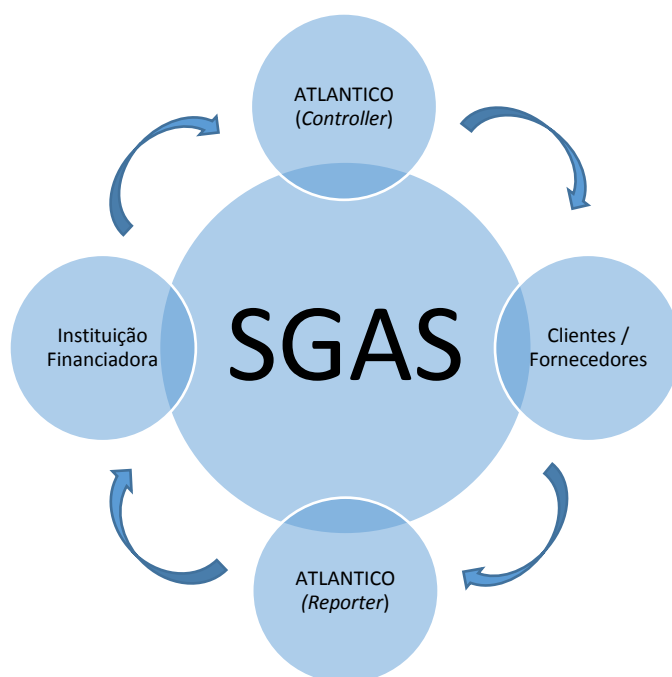 ATLANTICO
(Controller)
SGAS
Instituição
Financiadora
Clientes /
Fornecedores
ATLANTICO
(Reporter)